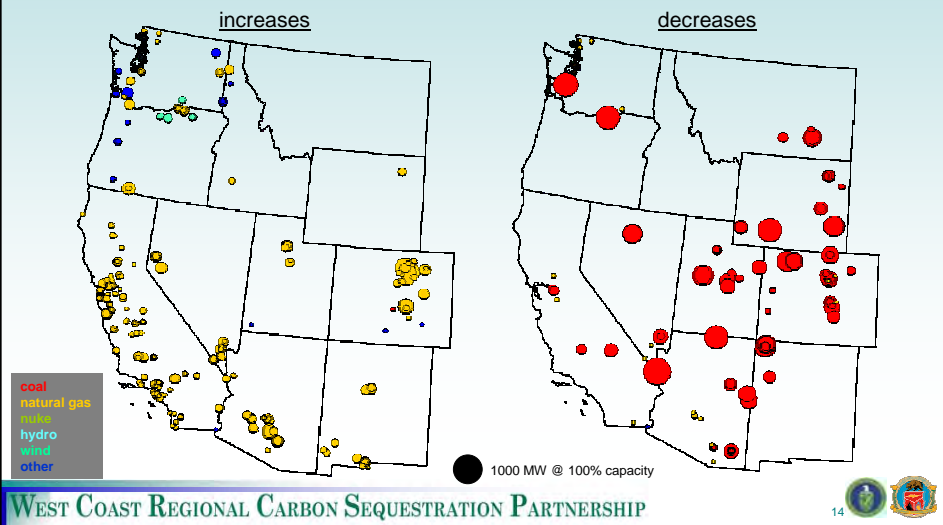 increases
decreases
coal
natural gas
nuke
hydro
wind
other
1000 MW @ 100% capacity
WEST COAST REGIONAL CARBON SEQUESTRATION PARTNERSHIP
14